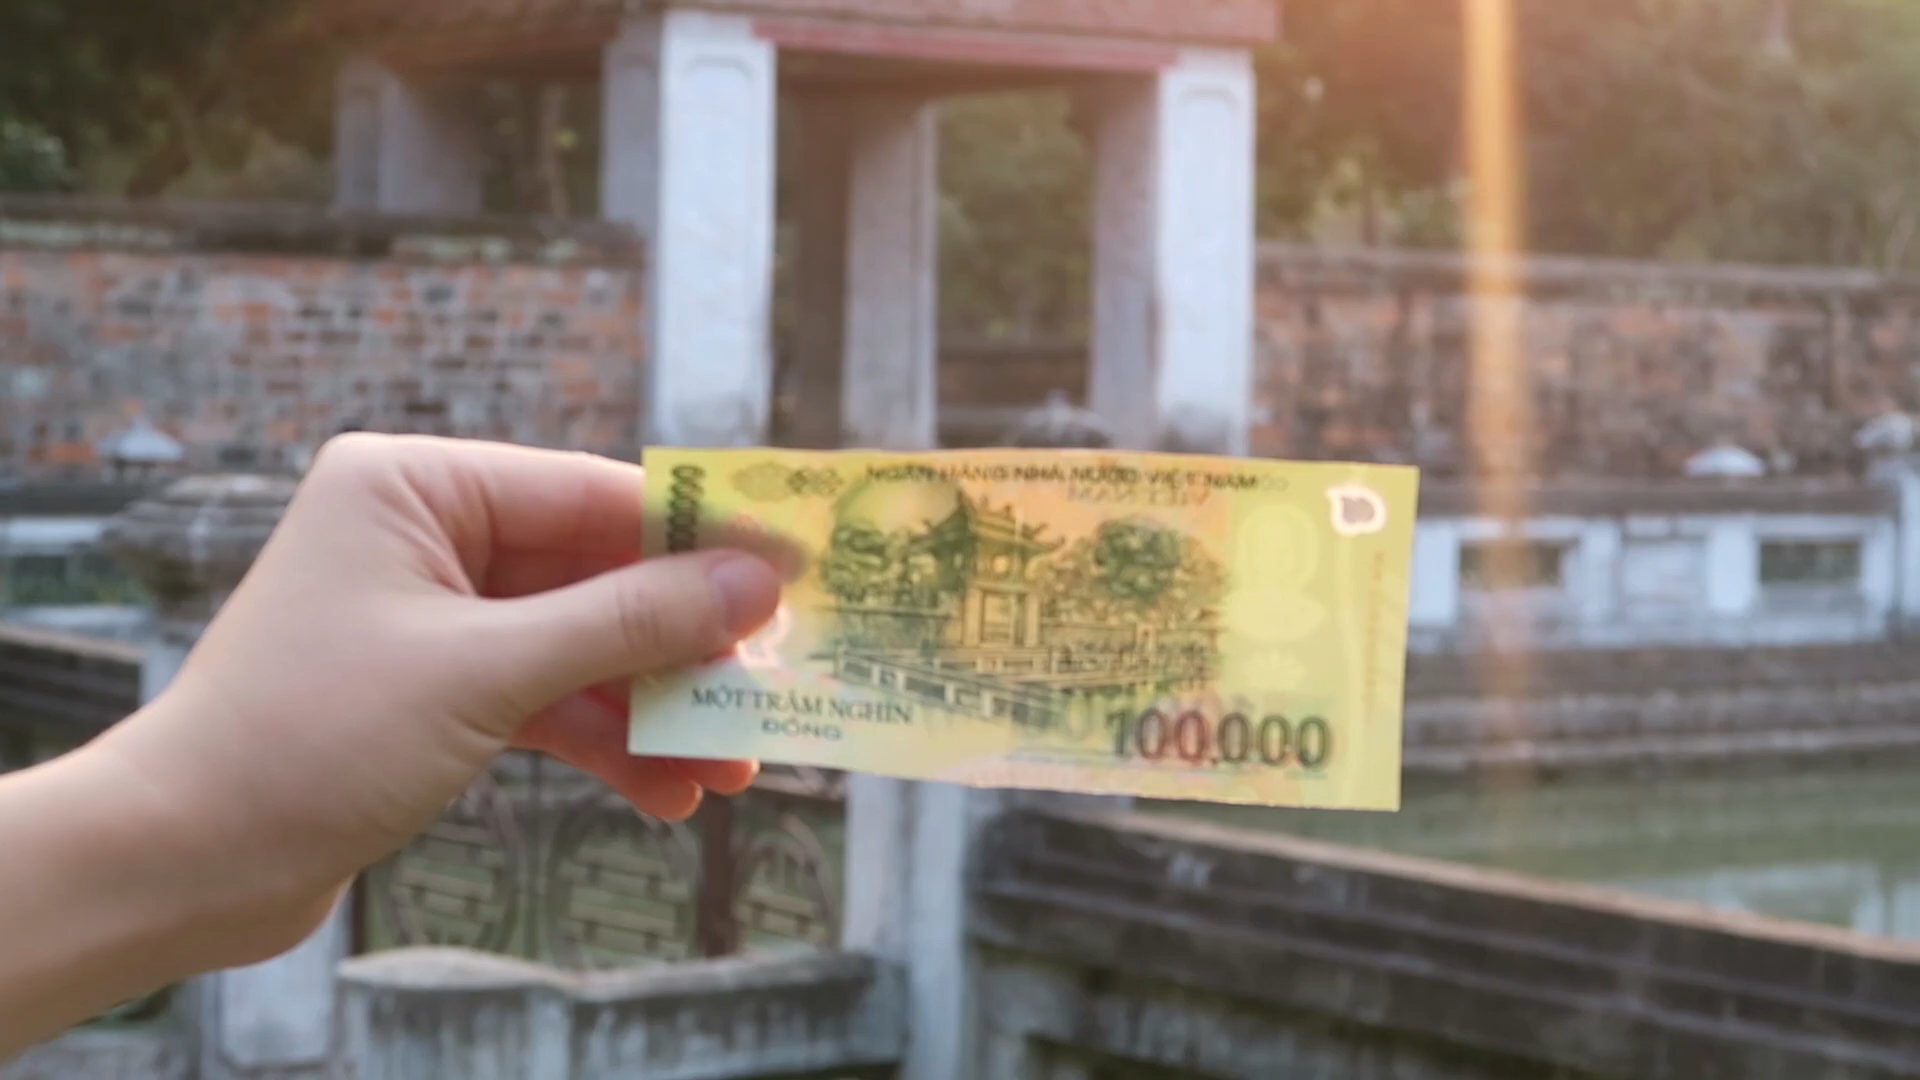 NGÂN HÀNG NHÀ NƯỚC VIỆT NAM
MỘT TRĂM NGHÌN
ĐỒNG
100.000